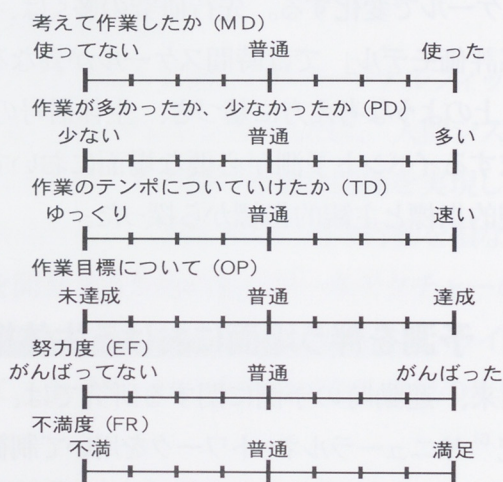 考えて作業したか（MD）
使ってない 普通 使った
作業が多かったか、少なかったか（PD）
少ない 普通 多い
作業のテンポについていけたか（TD）
ゆっくり 普通 速い
作業目標について（OP）
未達成 普通 達成
努力度（EF）
がんばってない 普通 がんばった
不満度（FR）
不満 普通 満足